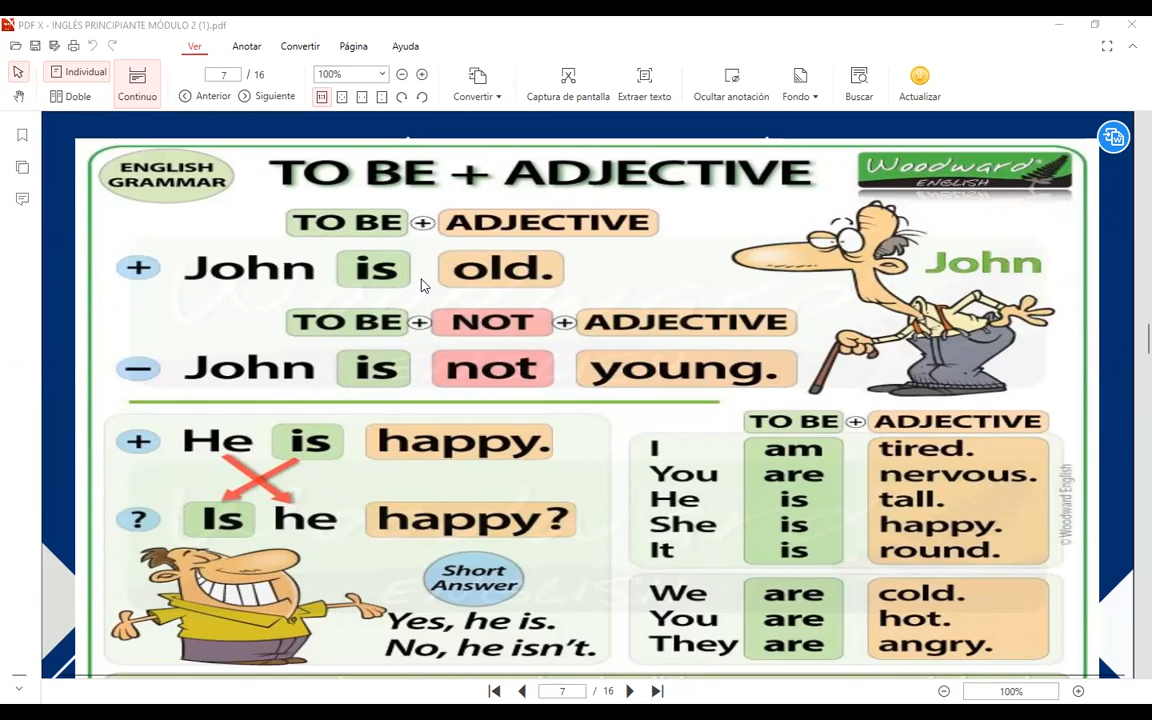 PDF X - INGLÉS PRINCIPIANTE MÓDULO 2 (1).pdf
Ver Anotar Convertir Página Ayuda
Individual 7 / 16 100%
Doble Continuo Anterior Siguiente Convertir Captura de pantalla Extraer texto Ocultar anotación Fondo Buscar Actualizar
ENGLISH GRAMMAR
TO BE + ADJECTIVE
Woodward
ENGLISH
TO BE + ADJECTIVE
+ John is old.
John
TO BE + NOT + ADJECTIVE
− John is not young.
+ He is happy.
? Is he happy?
Short
Answer
Yes, he is.
No, he isn't.
TO BE + ADJECTIVE
I am tired.
You are nervous.
He is tall.
She is happy.
It is round.
We are cold.
You are hot.
They are angry.
© Woodward English
7 / 16 100%